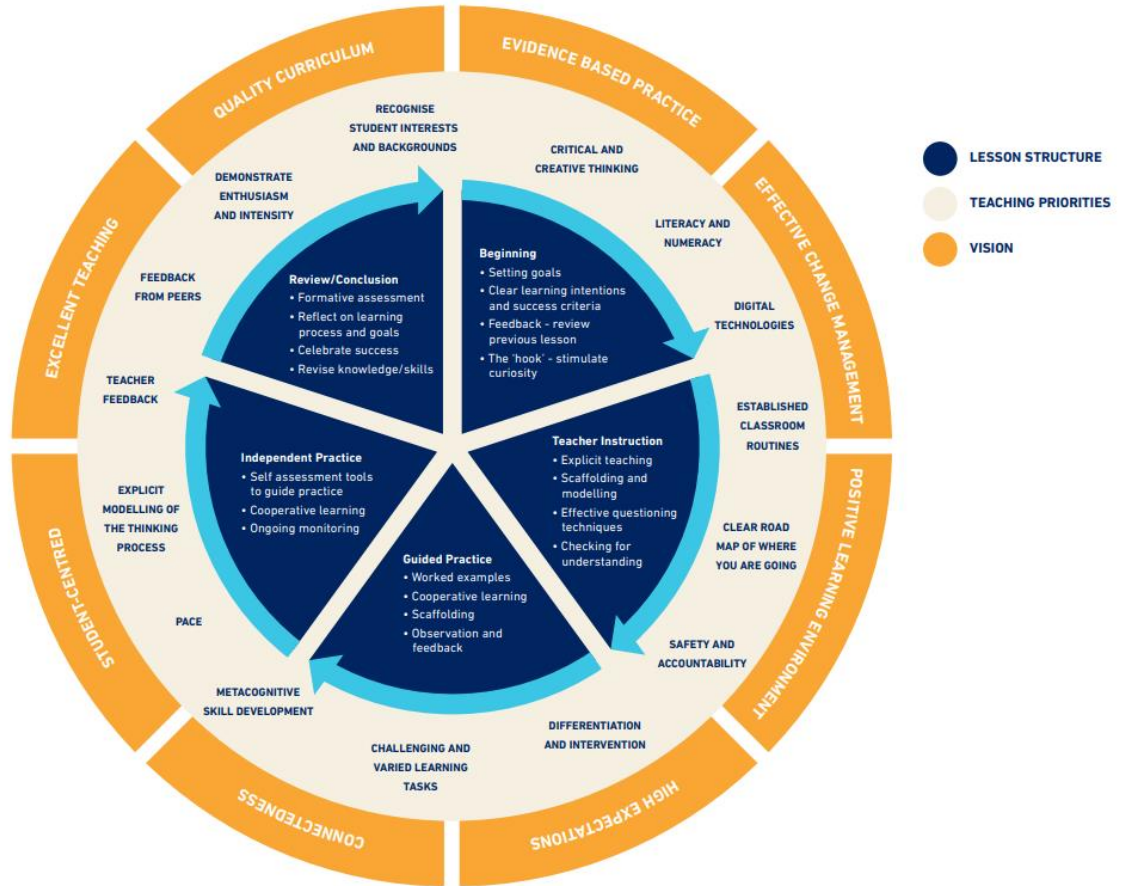 QUALITY CURRICULUM
EVIDENCE BASED PRACTICE
EFFECTIVE CHANGE MANAGEMENT
POSITIVE LEARNING ENVIRONMENT
HIGH EXPECTATIONS
CONNECTEDNESS
STUDENT-CENTRED
EXCELLENT TEACHING
RECOGNISE
STUDENT INTERESTS
AND BACKGROUNDS
CRITICAL AND
CREATIVE THINKING
LITERACY AND
NUMERACY
DIGITAL
TECHNOLOGIES
ESTABLISHED
CLASSROOM
ROUTINES
CLEAR ROAD
MAP OF WHERE
YOU ARE GOING
SAFETY AND
ACCOUNTABILITY
DIFFERENTIATION
AND INTERVENTION
CHALLENGING AND
VARIED LEARNING
TASKS
METACOGNITIVE
SKILL DEVELOPMENT
PACE
EXPLICIT
MODELLING OF
THE THINKING
PROCESS
TEACHER
FEEDBACK
FEEDBACK
FROM PEERS
DEMONSTRATE
ENTHUSIASM
AND INTENSITY
Beginning
• Setting goals
• Clear learning intentions
and success criteria
• Feedback - review
previous lesson
• The 'hook' - stimulate
curiosity
Teacher Instruction
• Explicit teaching
• Scaffolding and
modelling
• Effective questioning
techniques
• Checking for
understanding
Guided Practice
• Worked examples
• Cooperative learning
• Scaffolding
• Observation and
feedback
Independent Practice
• Self assessment tools
to guide practice
• Cooperative learning
• Ongoing monitoring
Review/Conclusion
• Formative assessment
• Reflect on learning
process and goals
• Celebrate success
• Revise knowledge/skills
LESSON STRUCTURE
TEACHING PRIORITIES
VISION